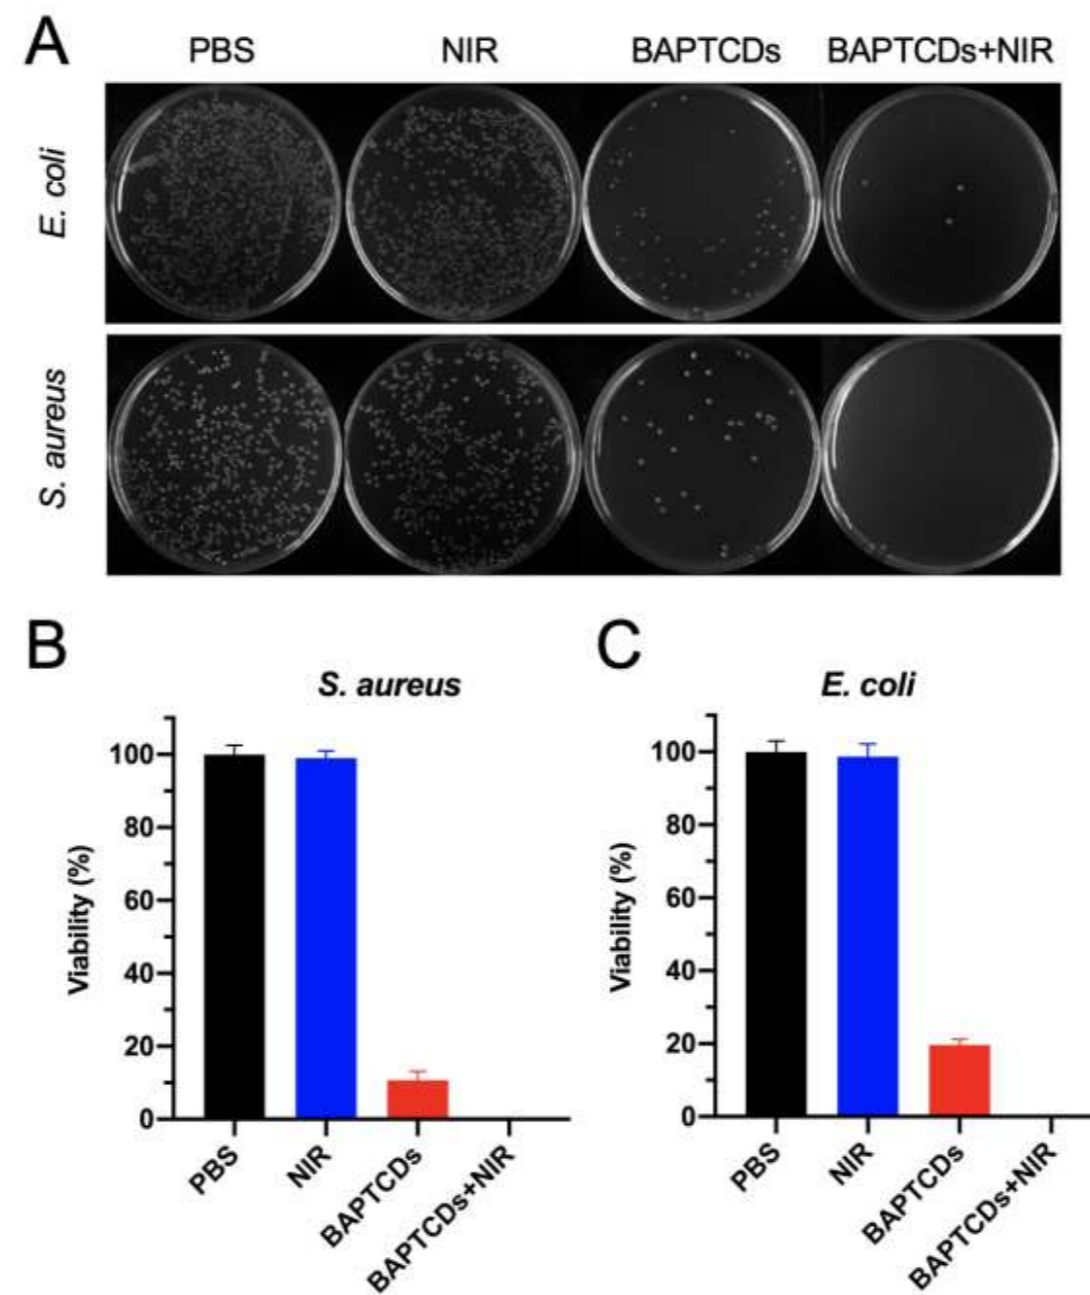 A
PBS NIR BAPTCDs BAPTCDs+NIR
E. coli
S. aureus
B
S. aureus
Viability (%)
100
80
60
40
20
0
PBS NIR BAPTCDs BAPTCDs+NIR
C
E. coli
Viability (%)
100
80
60
40
20
0
PBS NIR BAPTCDs BAPTCDs+NIR